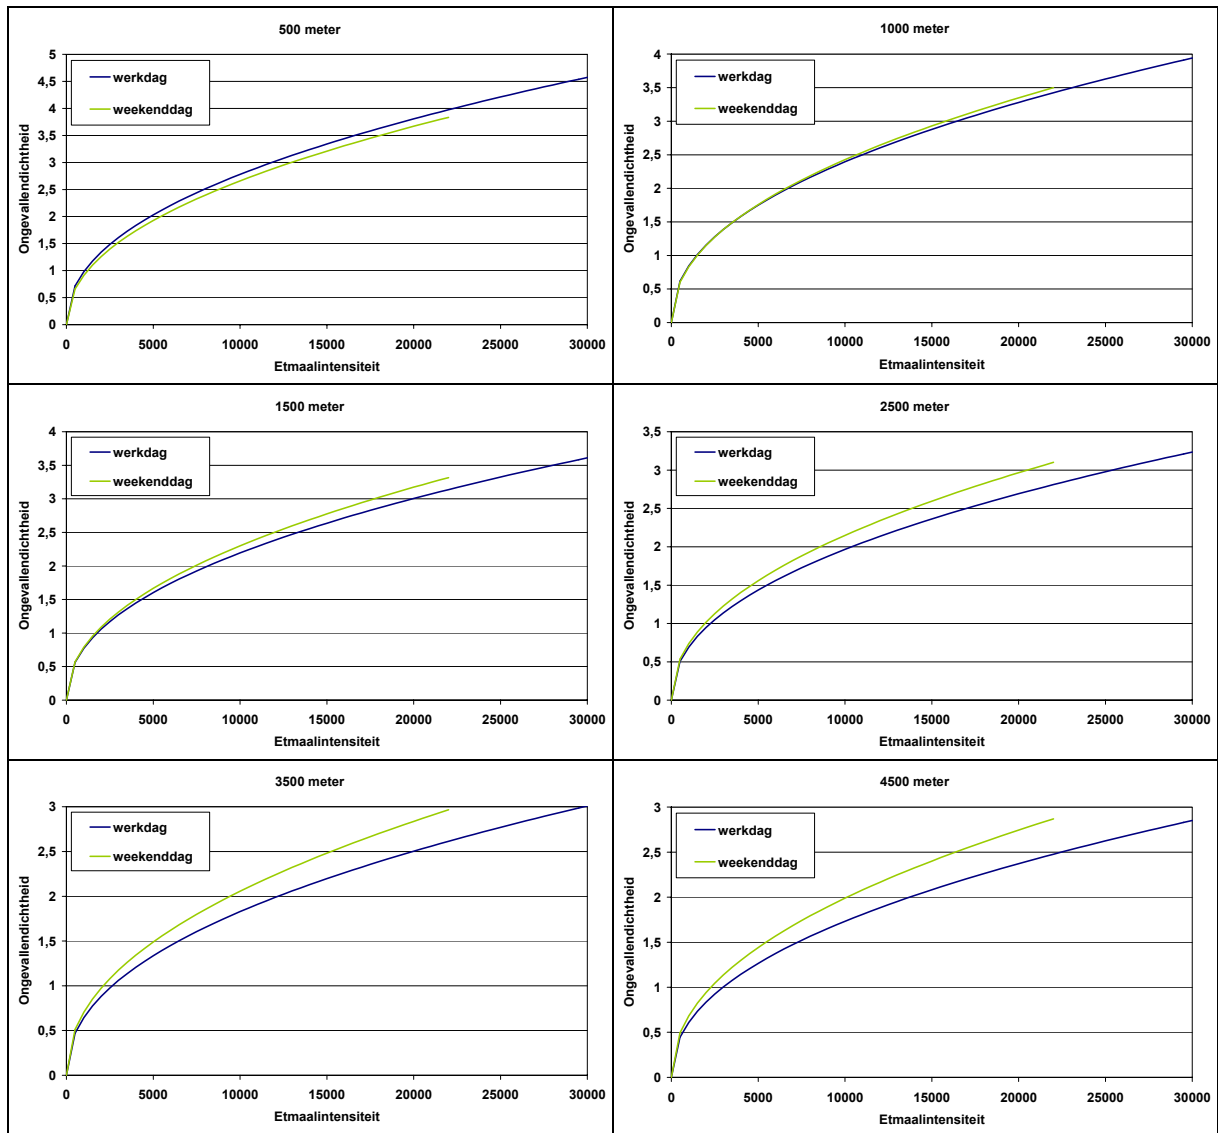 500 meter
Ongevallendichtheid
5
4,5
4
3,5
3
2,5
2
1,5
1
0,5
0
werkdag
weekenddag
0 5000 10000 15000 20000 25000 30000
Etmaalintensiteit
1000 meter
Ongevallendichtheid
4
3,5
3
2,5
2
1,5
1
0,5
0
werkdag
weekenddag
0 5000 10000 15000 20000 25000 30000
Etmaalintensiteit
1500 meter
Ongevallendichtheid
4
3,5
3
2,5
2
1,5
1
0,5
0
werkdag
weekenddag
0 5000 10000 15000 20000 25000 30000
Etmaalintensiteit
2500 meter
Ongevallendichtheid
3,5
3
2,5
2
1,5
1
0,5
0
werkdag
weekenddag
0 5000 10000 15000 20000 25000 30000
Etmaalintensiteit
3500 meter
Ongevallendichtheid
3
2,5
2
1,5
1
0,5
0
werkdag
weekenddag
0 5000 10000 15000 20000 25000 30000
Etmaalintensiteit
4500 meter
Ongevallendichtheid
3
2,5
2
1,5
1
0,5
0
werkdag
weekenddag
0 5000 10000 15000 20000 25000 30000
Etmaalintensiteit